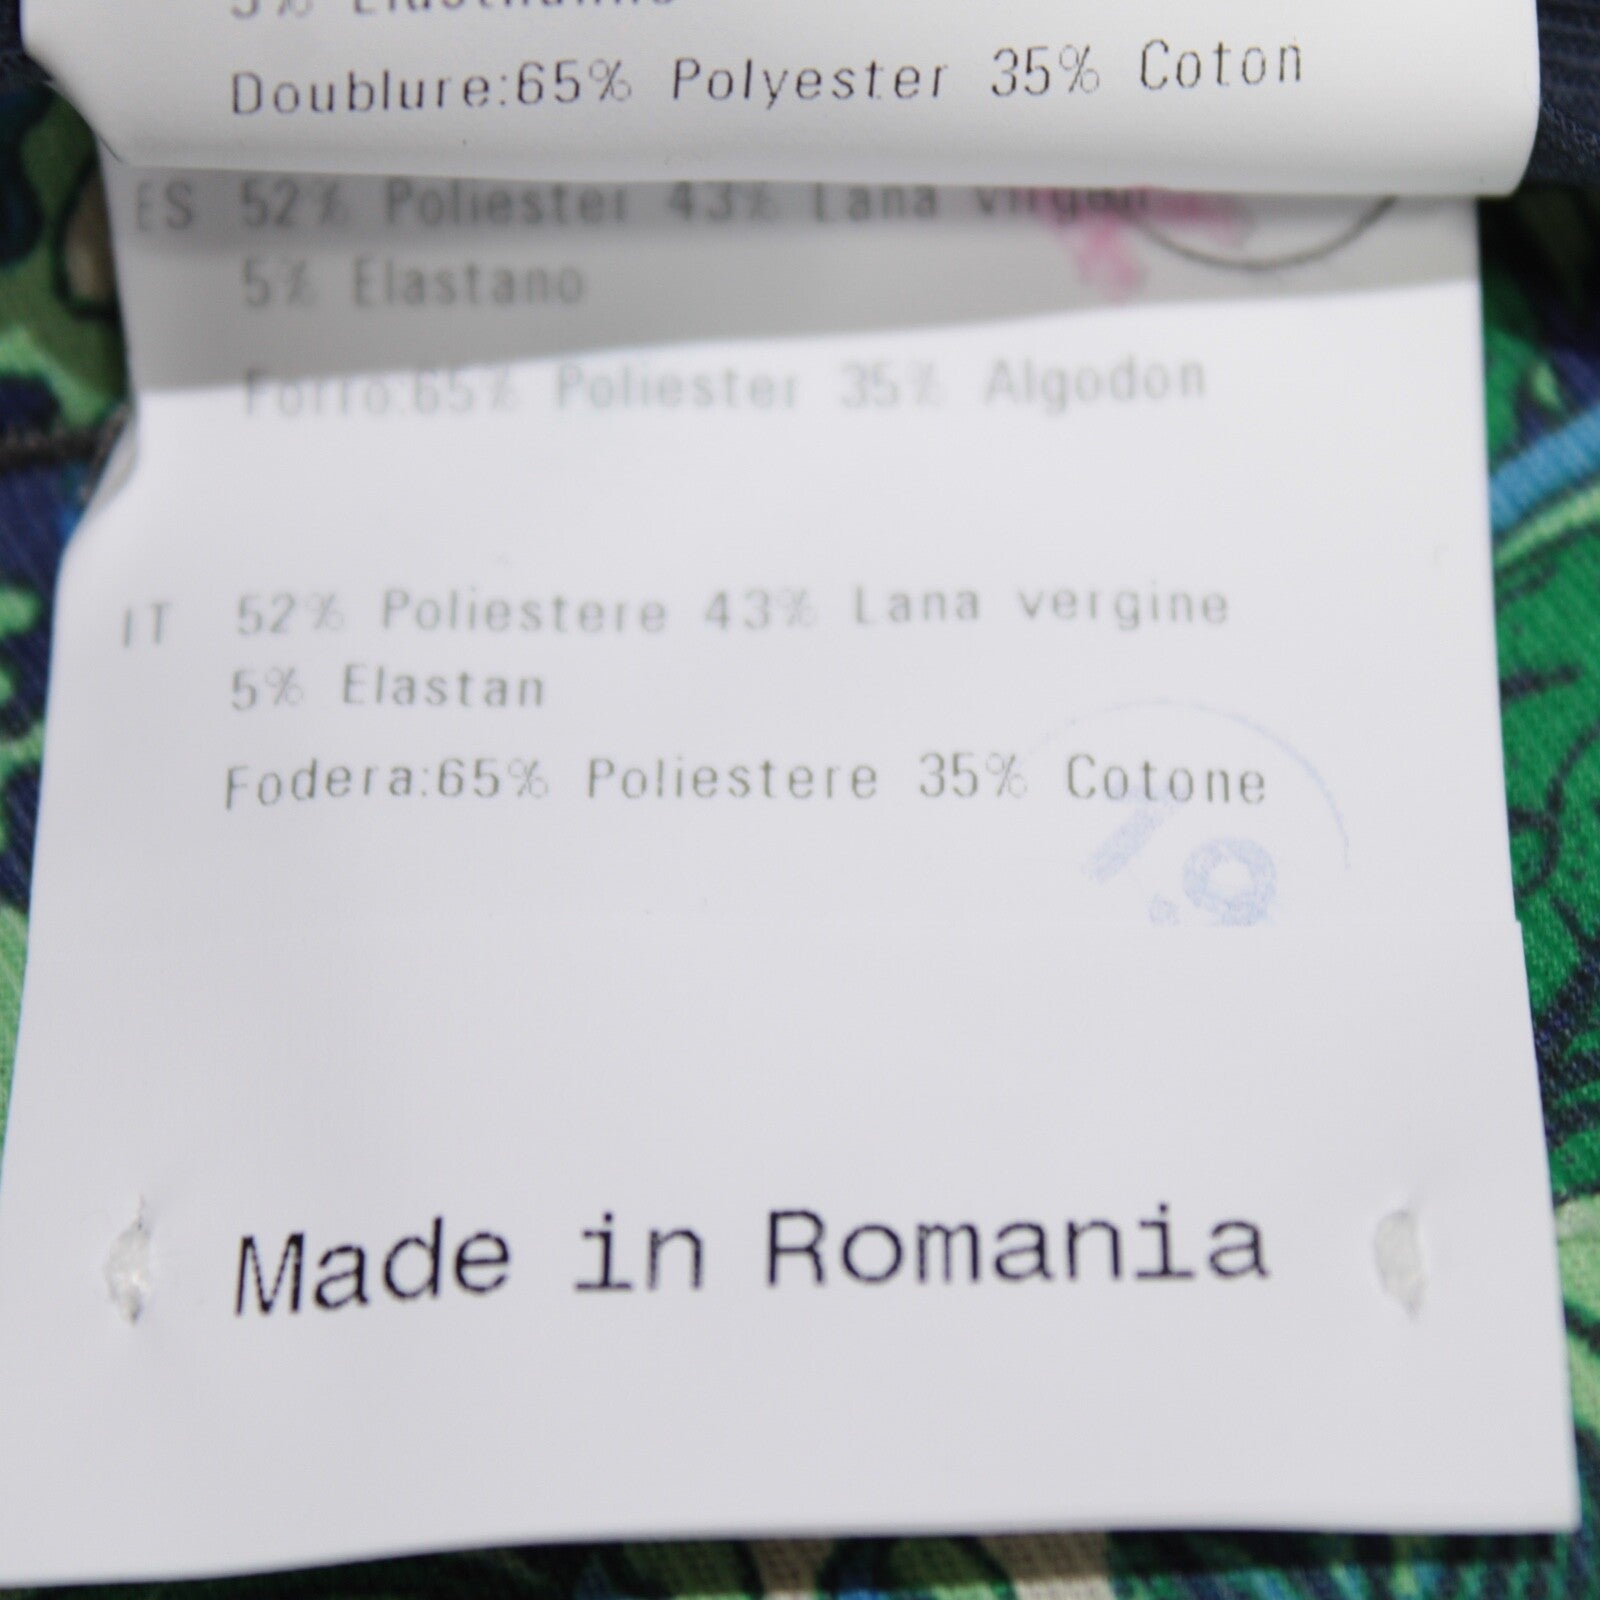 Doublure:65% Polyester 35% Coton
ES 52% Poliester 43% Lana virgen
5% Elastano
Forro:65% Poliester 35% Algodon
IT 52% Poliestere 43% Lana vergine
5% Elastan
Fodera:65% Poliestere 35% Cotone
Made in Romania